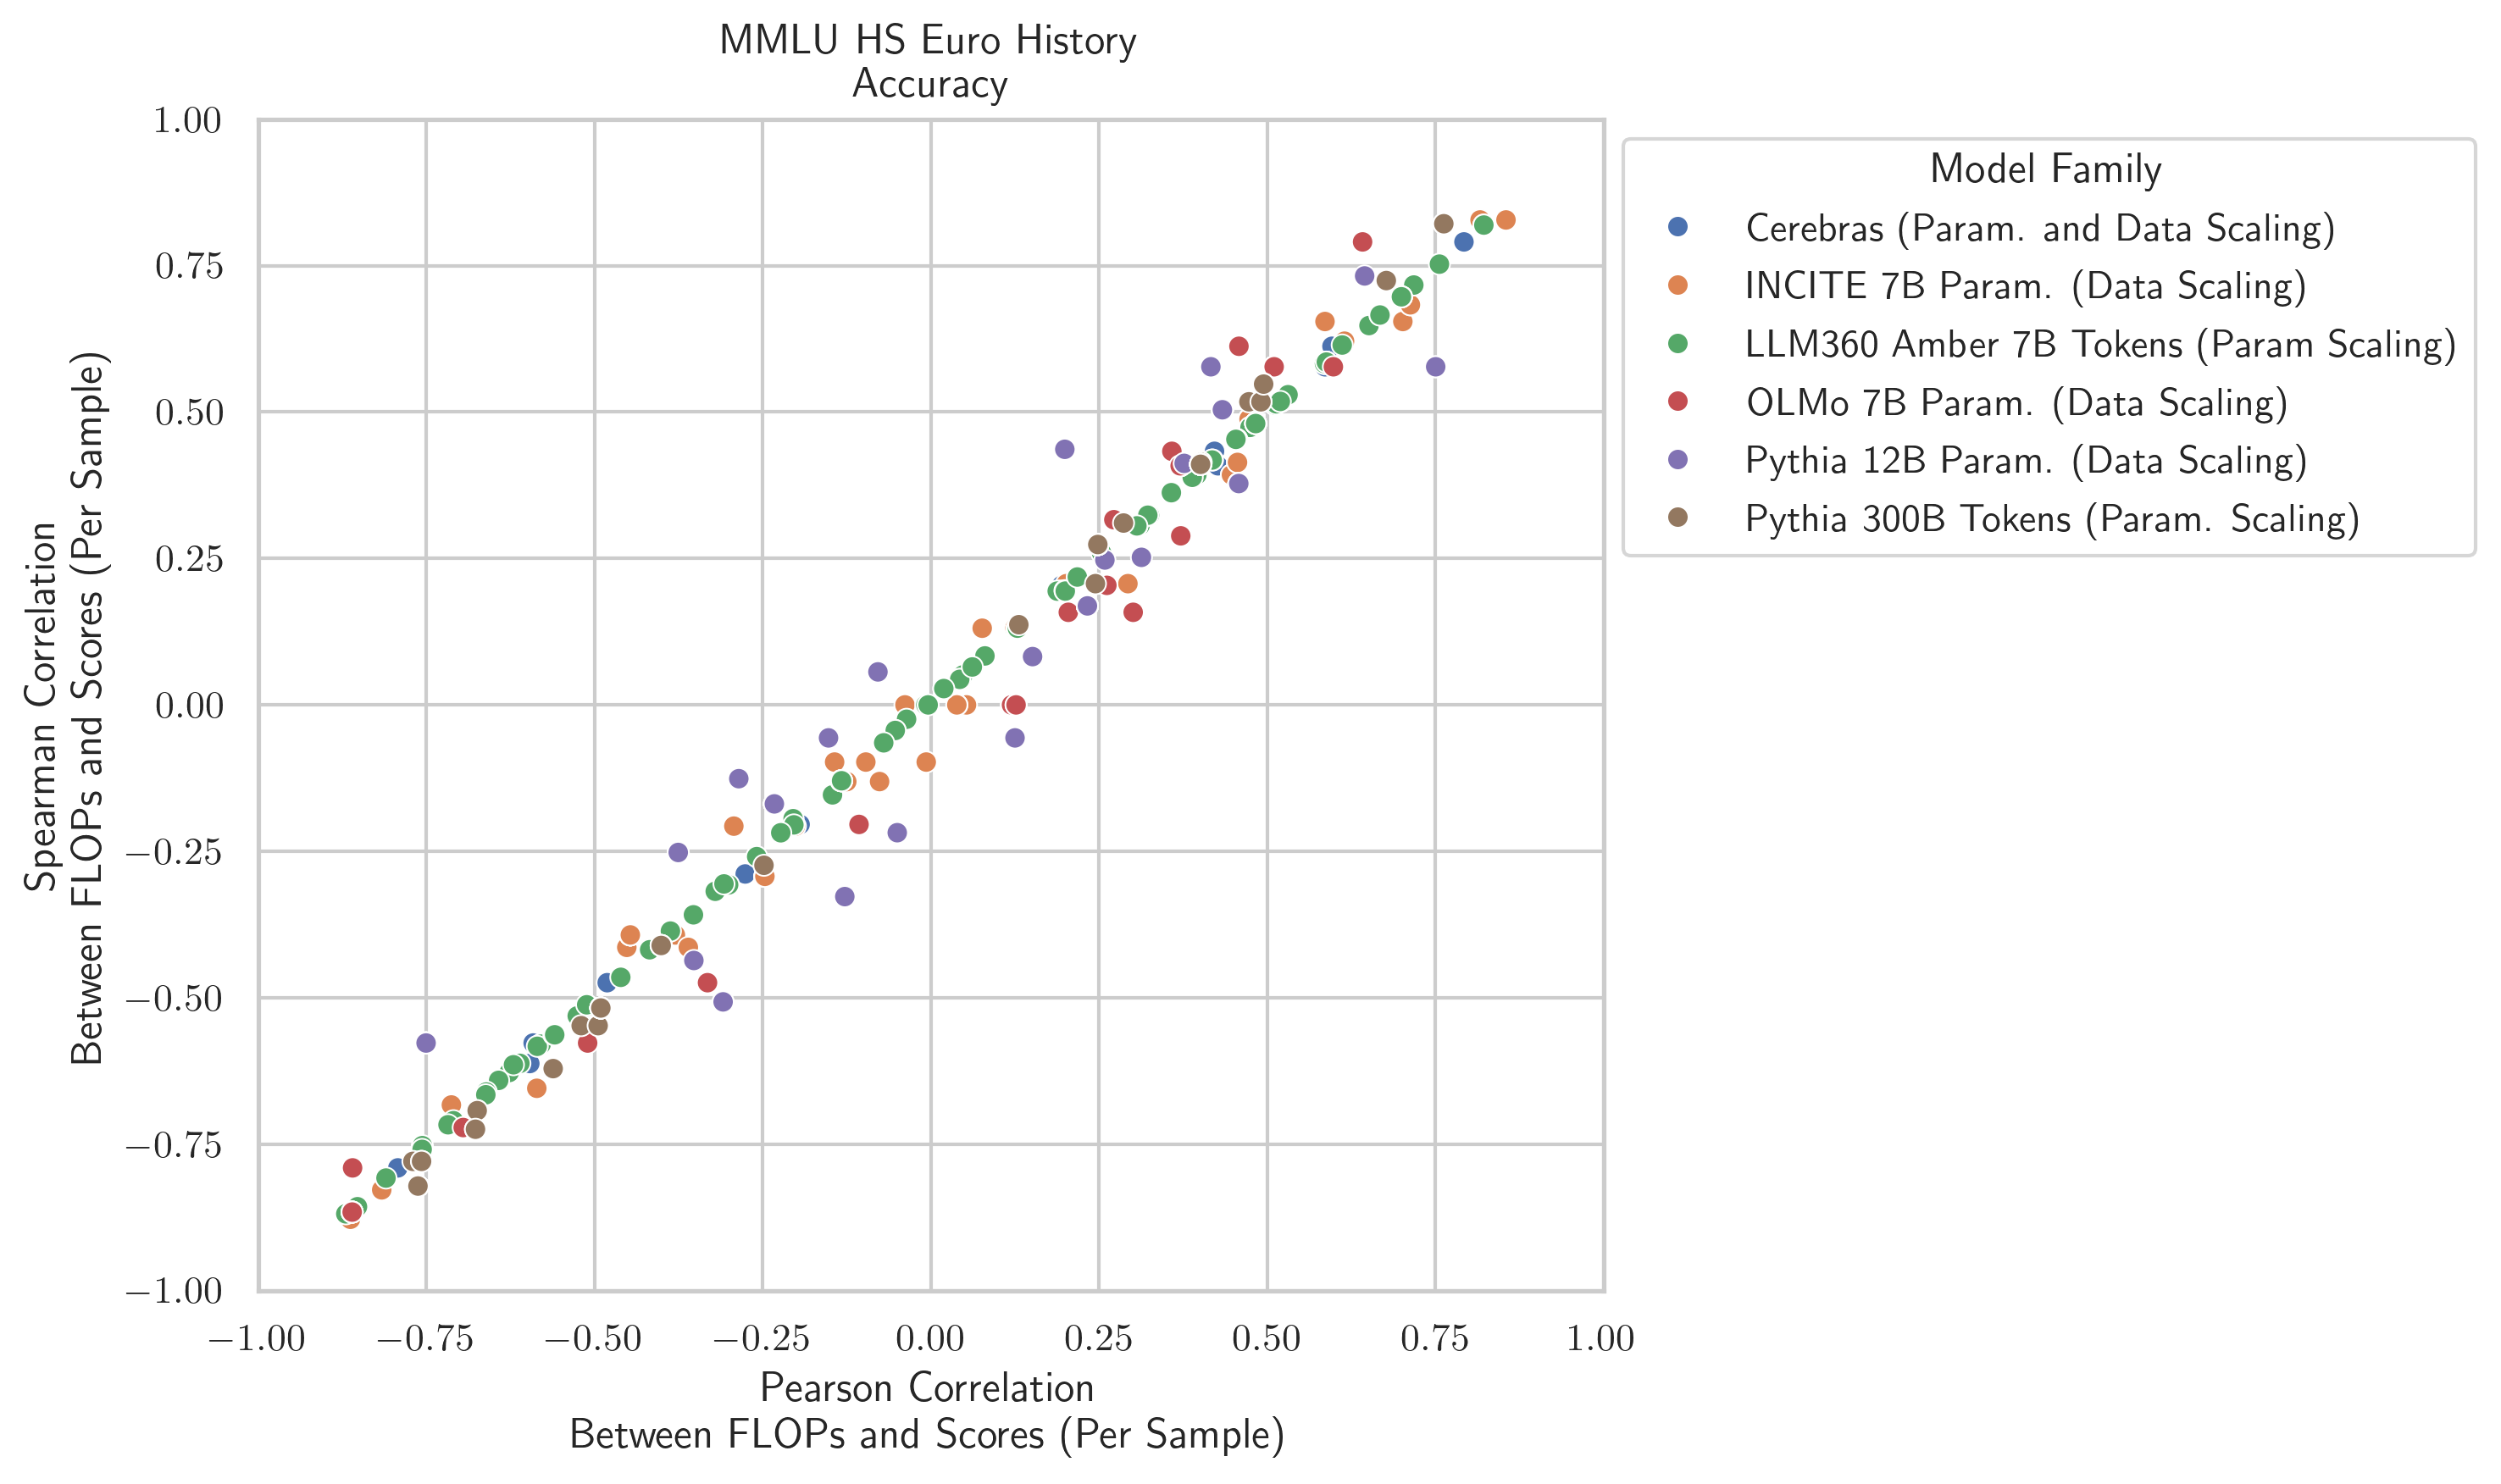 MMLU HS Euro History
Accuracy
1.00
0.75
0.50
0.25
0.00
−0.25
−0.50
−0.75
−1.00
Spearman Correlation
Between FLOPs and Scores (Per Sample)
−1.00
−0.75
−0.50
−0.25
0.00
0.25
0.50
0.75
1.00
Pearson Correlation
Between FLOPs and Scores (Per Sample)
Model Family
Cerebras (Param. and Data Scaling)
INCITE 7B Param. (Data Scaling)
LLM360 Amber 7B Tokens (Param Scaling)
OLMo 7B Param. (Data Scaling)
Pythia 12B Param. (Data Scaling)
Pythia 300B Tokens (Param. Scaling)